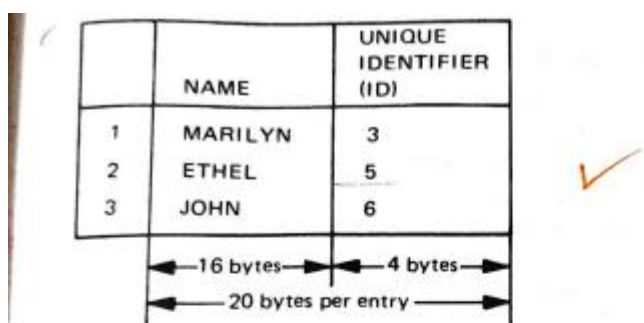 UNIQUE
IDENTIFIER
NAME (ID)
1 MARILYN 3
2 ETHEL 5
3 JOHN 6
16 bytes 4 bytes
20 bytes per entry